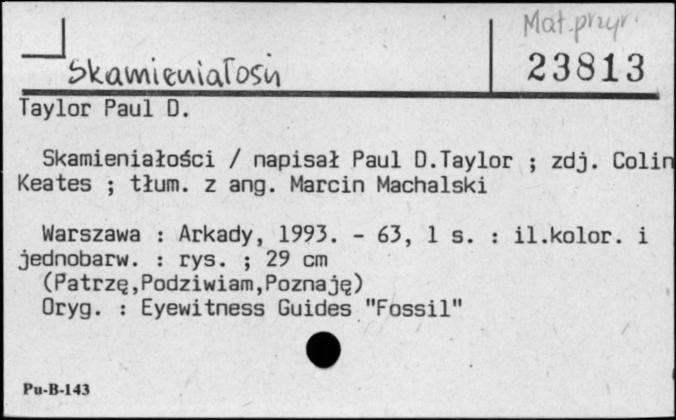 Mat. przyr.
Skamieniałości
23813
Taylor Paul D.
Skamieniałości / napisał Paul D.Taylor ; zdj. Colin
Keates ; tłum. z ang. Marcin Machalski
Warszawa : Arkady, 1993. - 63, 1 s. : il.kolor. i
jednobarw. : rys. ; 29 cm
(Patrzę,Podziwiam,Poznaję)
Oryg. : Eyewitness Guides "Fossil"
Pu-B-143